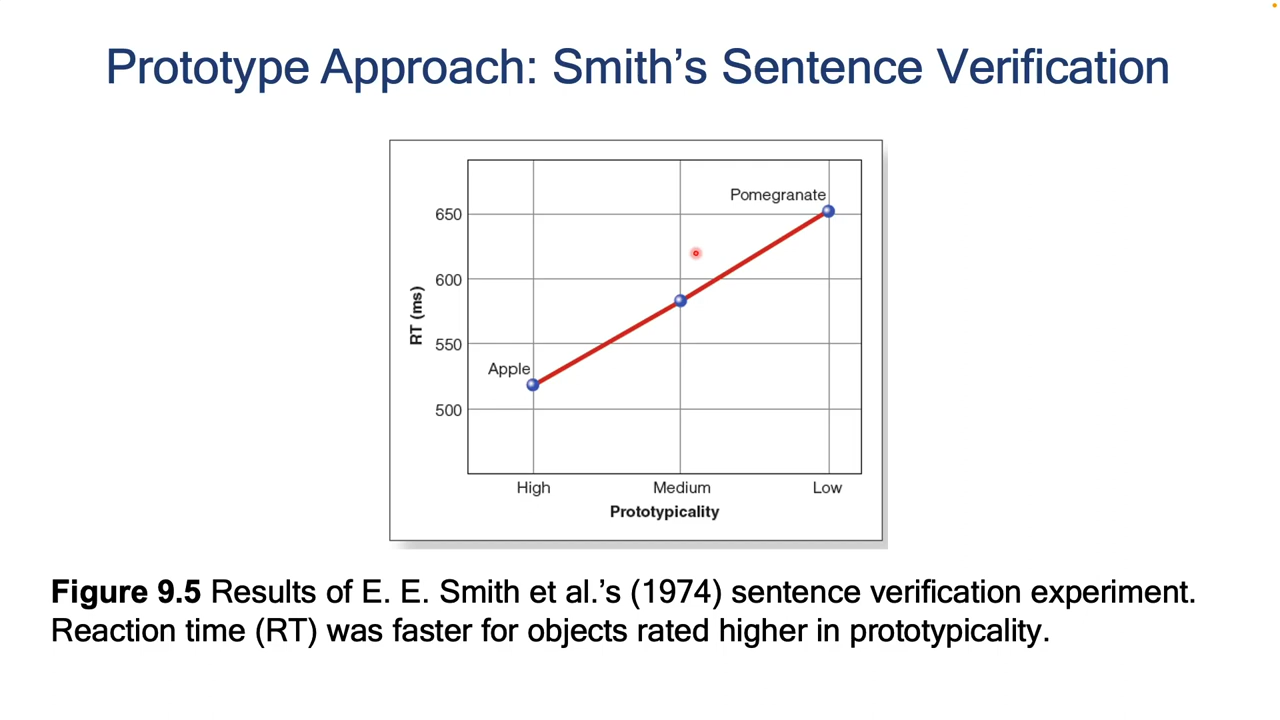 Prototype Approach: Smith's Sentence Verification
Pomegranate
650
600
RT (ms)
550
Apple
500
High Medium Low
Prototypicality
Figure 9.5 Results of E. E. Smith et al.'s (1974) sentence verification experiment.
Reaction time (RT) was faster for objects rated higher in prototypicality.